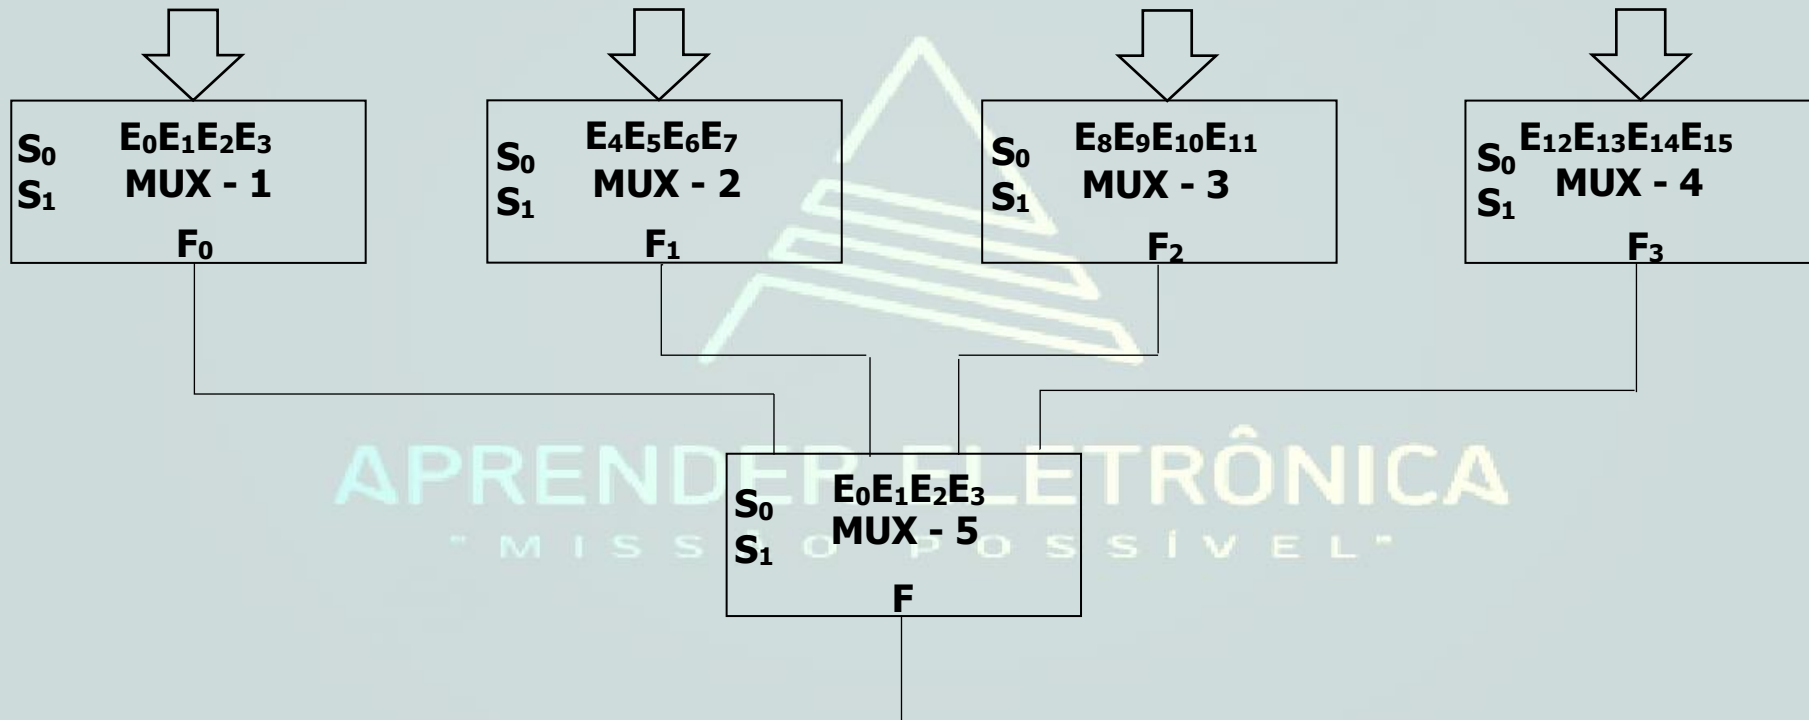 S₀
S₁
E₀E₁E₂E₃
MUX - 1
F₀
S₀
S₁
E₄E₅E₆E₇
MUX - 2
F₁
S₀
S₁
E₈E₉E₁₀E₁₁
MUX - 3
F₂
S₀
S₁
E₁₂E₁₃E₁₄E₁₅
MUX - 4
F₃
APRENDER ELETRÔNICA
"MISSÃO POSSÍVEL"
S₀
S₁
E₀E₁E₂E₃
MUX - 5
F